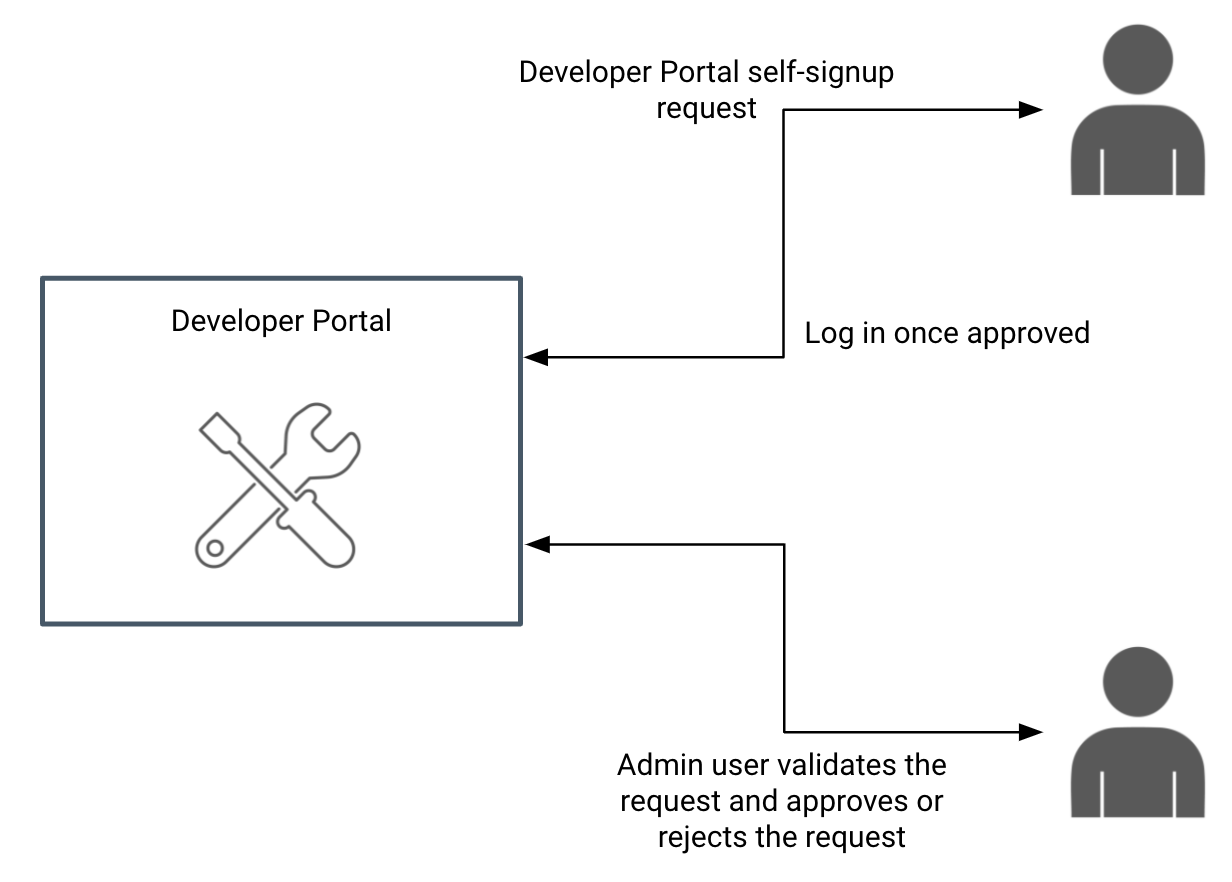 Developer Portal self-signup
request
Developer Portal
Log in once approved
Admin user validates the
request and approves or
rejects the request